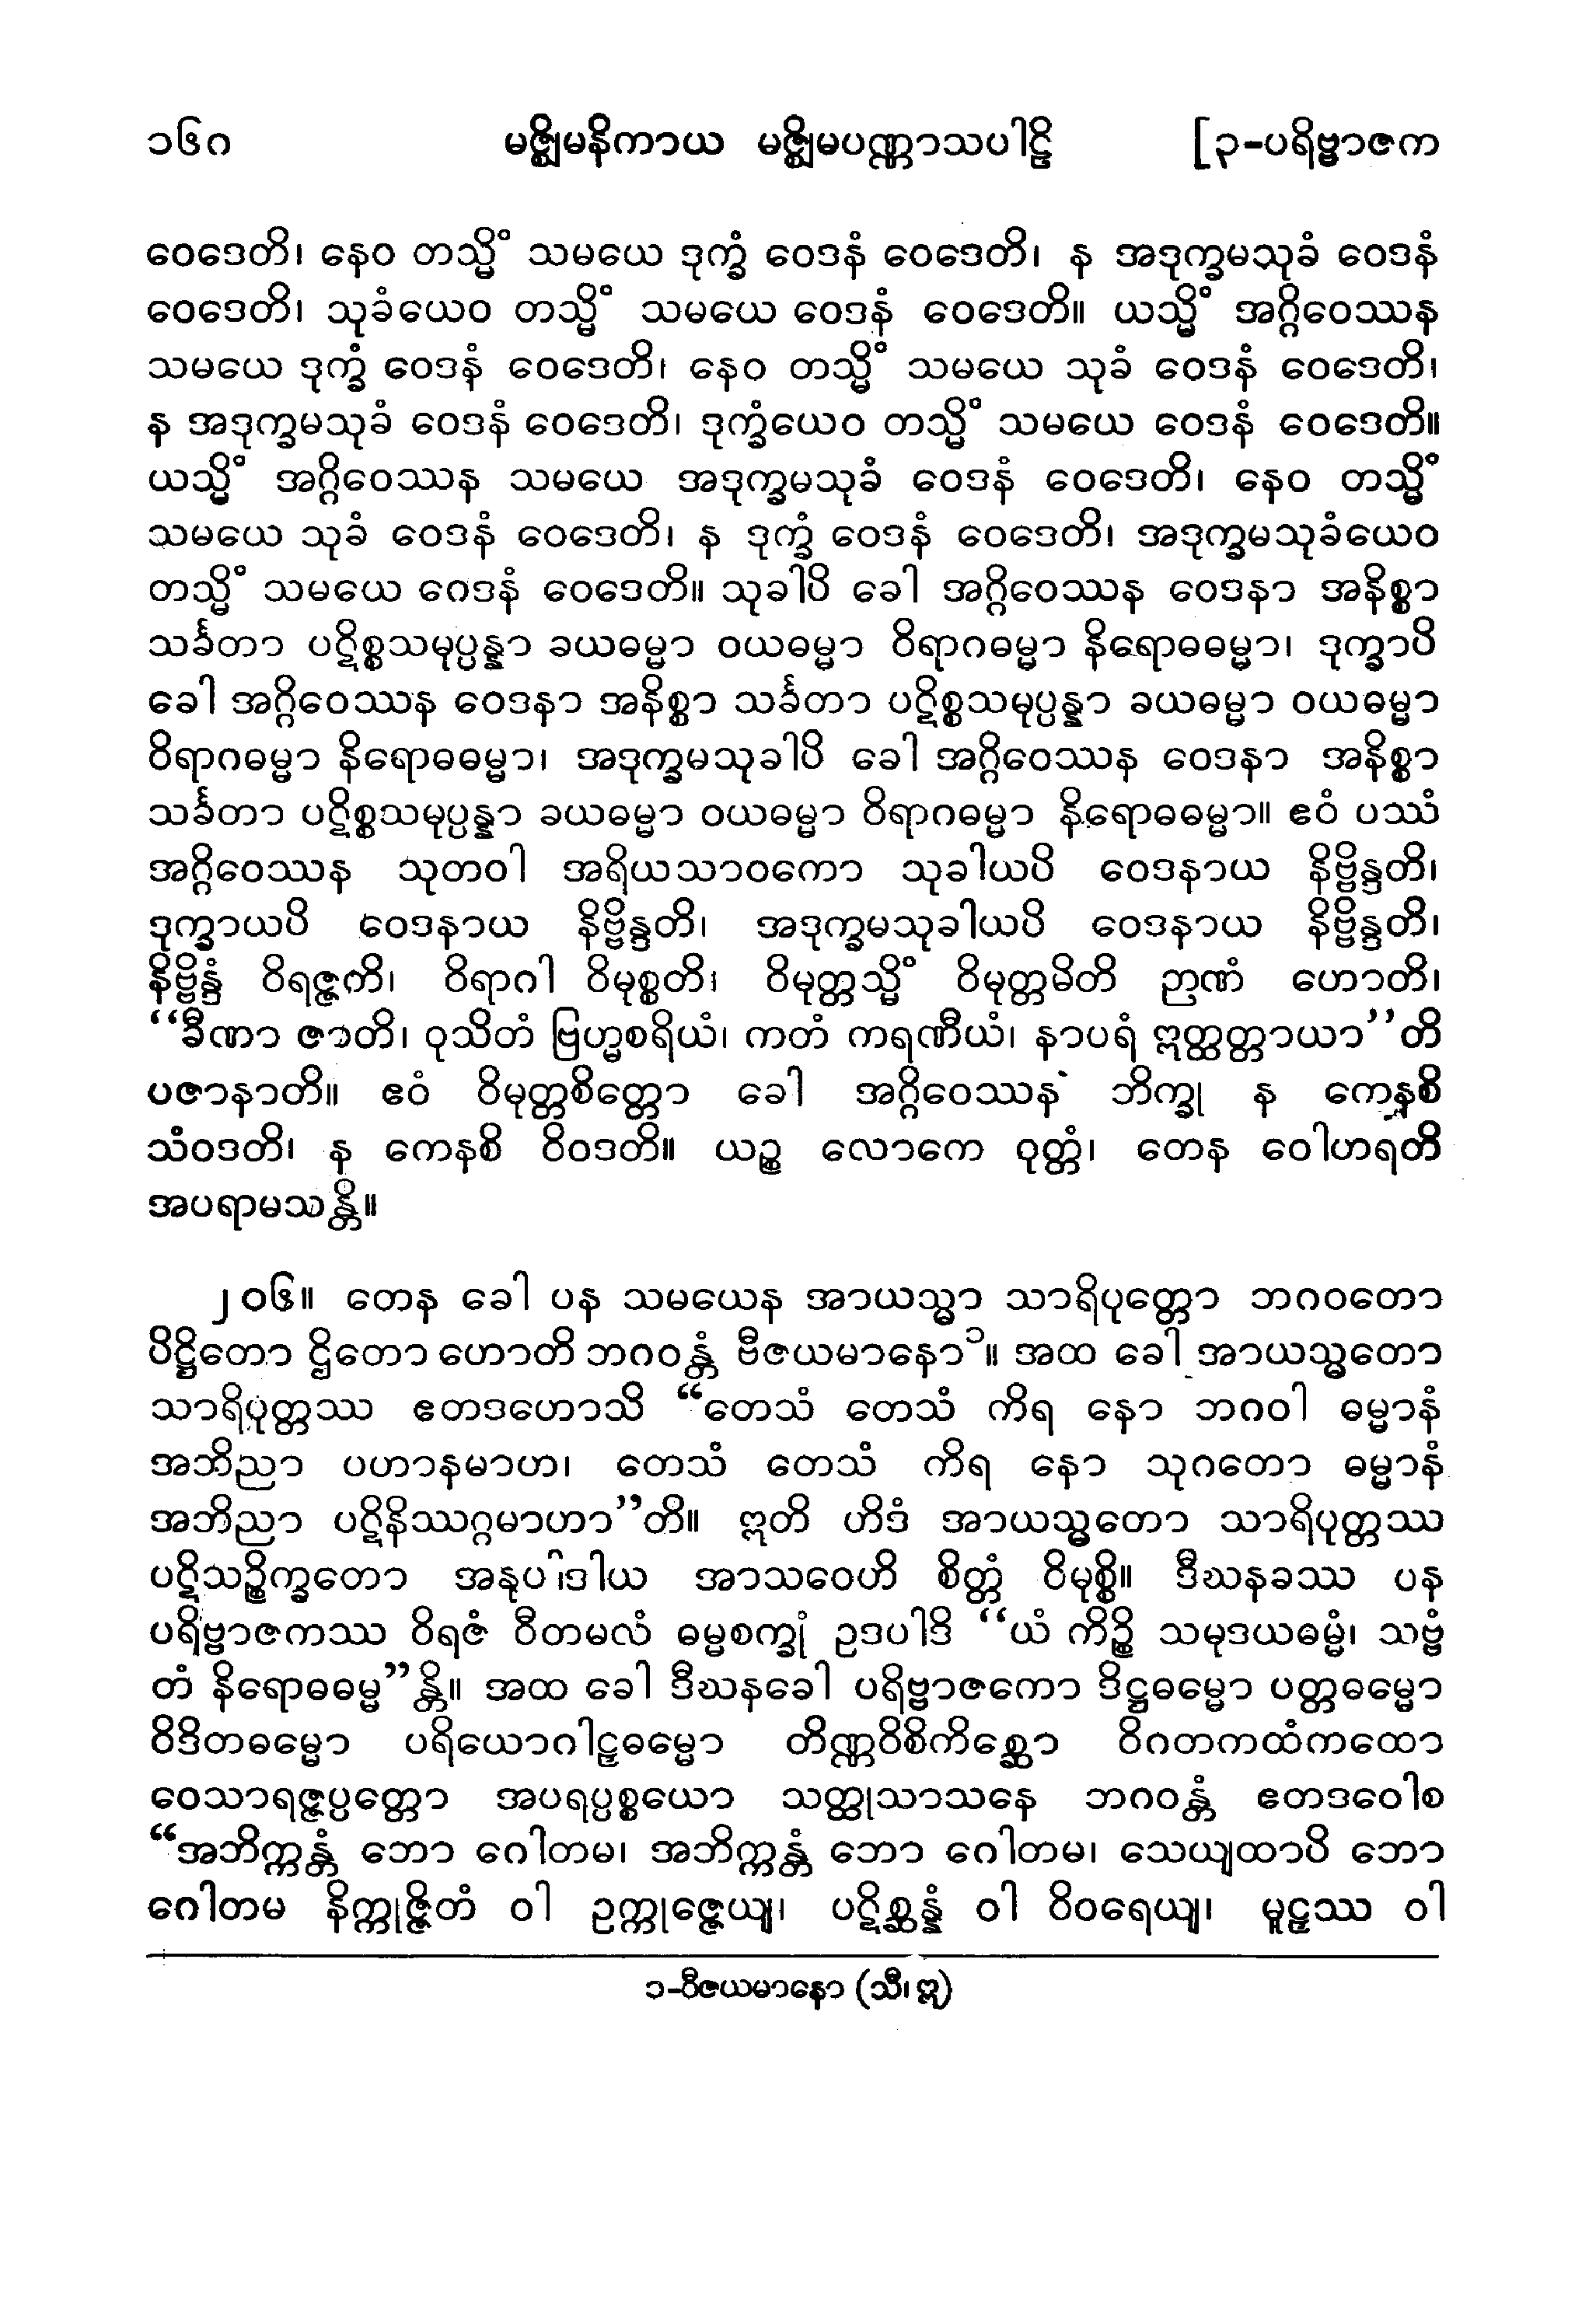 ၁၆ဂ မဇ္ဈိမနိကာယ မဇ္ဈိမပဏ္ဏာသပါဠိ [၃-ပရိဗ္ဗာဇက
ဝေဒေတိ၊ နေဝ တသ္မိံ သမယေ ဒုက္ခံ ဝေဒနံ ဝေဒေတိ၊ န အဒုက္ခမသုခံ ဝေဒနံ
ဝေဒေတိ၊ သုခံယေဝ တသ္မိံ သမယေ ဝေဒနံ ဝေဒေတိ။ ယသ္မိံ အဂ္ဂိဝေဿန
သမယေ ဒုက္ခံ ဝေဒနံ ဝေဒေတိ၊ နေဝ တသ္မိံ သမယေ သုခံ ဝေဒနံ ဝေဒေတိ၊
န အဒုက္ခမသုခံ ဝေဒနံ ဝေဒေတိ၊ ဒုက္ခံယေဝ တသ္မိံ သမယေ ဝေဒနံ ဝေဒေတိ။
ယသ္မိံ အဂ္ဂိဝေဿန သမယေ အဒုက္ခမသုခံ ဝေဒနံ ဝေဒေတိ၊ နေဝ တသ္မိံ
သမယေ သုခံ ဝေဒနံ ဝေဒေတိ၊ န ဒုက္ခံ ဝေဒနံ ဝေဒေတိ၊ အဒုက္ခမသုခံယေဝ
တသ္မိံ သမယေ ဂေဒနံ ဝေဒေတိ။ သုခါပိ ခေါ အဂ္ဂိဝေဿန ဝေဒနာ အနိစ္စာ
သင်္ခတာ ပဋိစ္စသမုပ္ပန္နာ ခယဓမ္မာ ဝယဓမ္မာ ဝိရာဂဓမ္မာ နိရောဓဓမ္မာ၊ ဒုက္ခာပိ
ခေါ အဂ္ဂိဝေဿန ဝေဒနာ အနိစ္စာ သင်္ခတာ ပဋိစ္စသမုပ္ပန္နာ ခယဓမ္မာ ဝယဓမ္မာ
ဝိရာဂဓမ္မာ နိရောဓဓမ္မာ၊ အဒုက္ခမသုခါပိ ခေါ အဂ္ဂိဝေဿန ဝေဒနာ အနိစ္စာ
သင်္ခတာ ပဋိစ္စသမုပ္ပန္နာ ခယဓမ္မာ ဝယဓမ္မာ ဝိရာဂဓမ္မာ နိရောဓဓမ္မာ။ ဧဝံ ပဿံ
အဂ္ဂိဝေဿန သုတဝါ အရိယသာဝကော သုခါယပိ ဝေဒနာယ နိဗ္ဗိန္ဒတိ၊
ဒုက္ခာယပိ ဝေဒနာယ နိဗ္ဗိန္ဒတိ၊ အဒုက္ခမသုခါယပိ ဝေဒနာယ နိဗ္ဗိန္ဒတိ၊
နိဗ္ဗိန္ဒံ ဝိရဇ္ဇတိ၊ ဝိရာဂါ ဝိမုစ္စတိ၊ ဝိမုတ္တသ္မိံ ဝိမုတ္တမိတိ ဉာဏံ ဟောတိ၊
“ခီဏာ ဇာတိ၊ ဝုသိတံ ဗြဟ္မစရိယံ၊ ကတံ ကရဏီယံ၊ နာပရံ ဣတ္ထတ္တာယာ”တိ
ပဇာနာတိ။ ဧဝံ ဝိမုတ္တစိတ္တော ခေါ အဂ္ဂိဝေဿန ဘိက္ခု န ကေနစိ
သံဝဒတိ၊ န ကေနစိ ဝိဝဒတိ။ ယဉ္စ လောကေ ဝုတ္တံ၊ တေန ဝေါဟရတိ
အပရာမသန္တိ။
၂၀၆။ တေန ခေါ ပန သမယေန အာယသ္မာ သာရိပုတ္တော ဘဂဝတော
ပိဋ္ဌိတော ဌိတော ဟောတိ ဘဂဝန္တံ ဗီဇယမာနော၁။ အထ ခေါ အာယသ္မတော
သာရိပုတ္တဿ ဧတဒဟောသိ “တေသံ တေသံ ကိရ နော ဘဂဝါ ဓမ္မာနံ
အဘိညာ ပဟာနမာဟ၊ တေသံ တေသံ ကိရ နော သုဂတော ဓမ္မာနံ
အဘိညာ ပဋိနိဿဂ္ဂမာဟာ”တိ။ ဣတိ ဟိဒံ အာယသ္မတော သာရိပုတ္တဿ
ပဋိသဉ္စိက္ခတော အနုပါဒါယ အာသဝေဟိ စိတ္တံ ဝိမုစ္စိ။ ဒီဃနခဿ ပန
ပရိဗ္ဗာဇကဿ ဝိရဇံ ဝီတမလံ ဓမ္မစက္ခုံ ဥဒပါဒိ “ယံ ကိဉ္စိ သမုဒယဓမ္မံ၊ သဗ္ဗံ
တံ နိရောဓဓမ္မ”န္တိ။ အထ ခေါ ဒီဃနခေါ ပရိဗ္ဗာဇကော ဒိဋ္ဌဓမ္မော ပတ္တဓမ္မော
ဝိဒိတဓမ္မော ပရိယောဂါဠှဓမ္မော တိဏ္ဏဝိစိကိစ္ဆော ဝိဂတကထံကထော
ဝေသာရဇ္ဇပ္ပတ္တော အပရပ္ပစ္စယော သတ္ထုသာသနေ ဘဂဝန္တံ ဧတဒဝေါစ
“အဘိက္ကန္တံ ဘော ဂေါတမ၊ အဘိက္ကန္တံ ဘော ဂေါတမ၊ သေယျထာပိ ဘော
ဂေါတမ နိက္ကုဇ္ဇိတံ ဝါ ဥက္ကုဇ္ဇေယျ၊ ပဋိစ္ဆန္နံ ဝါ ဝိဝရေယျ၊ မူဠှဿ ဝါ
၁-ဝီဇယမာနော (သီ၊ ဣ)